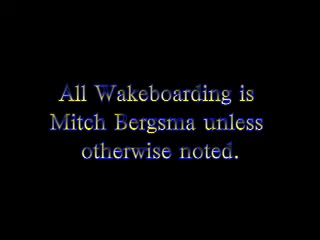 All Wakeboarding is
Mitch Bergsma unless
otherwise noted.